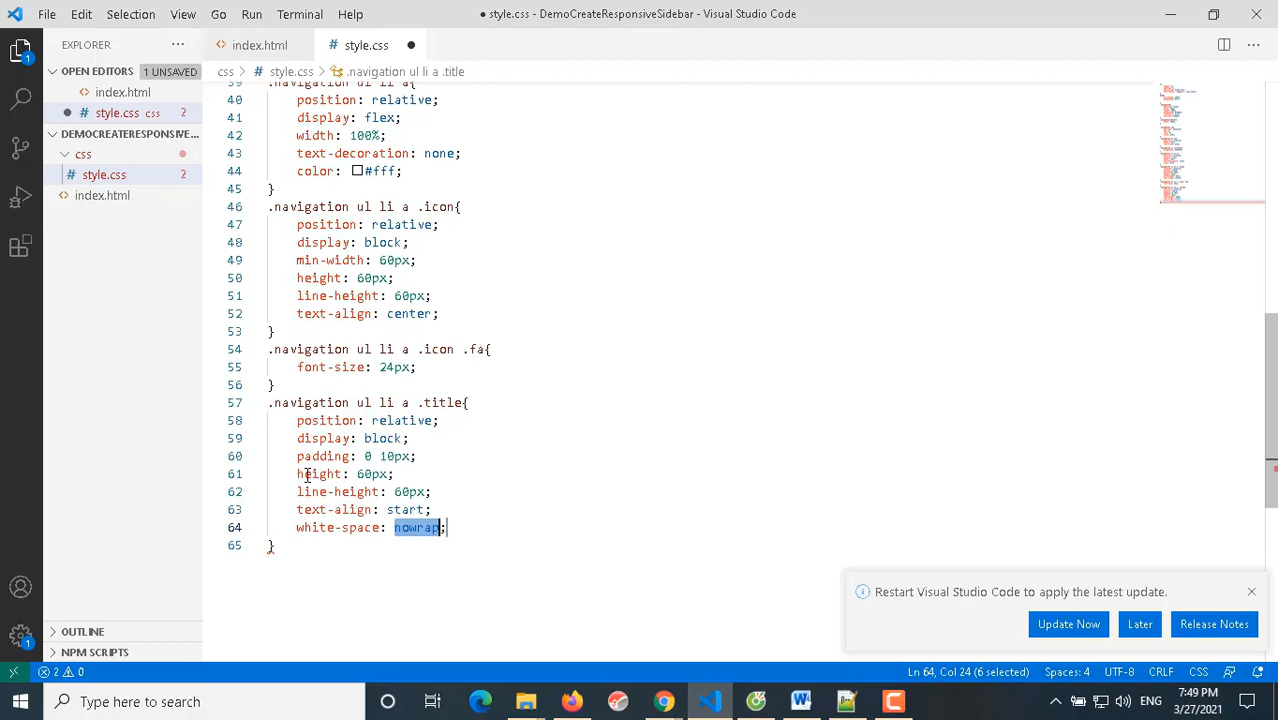 File Edit Selection View Go Run Terminal Help
● style.css - DemoCreateResponsiveSidebar - Visual Studio Code
EXPLORER
OPEN EDITORS 1 UNSAVED
index.html
style.css css 2
DEMOCREATERESPONSIVE...
css
style.css 2
index.html
OUTLINE
NPM SCRIPTS
index.html
style.css
css > style.css > .navigation ul li a .title
39 .navigation ul li a{
40 position: relative;
41 display: flex;
42 width: 100%;
43 text-decoration: none;
44 color: #fff;
45 }
46 .navigation ul li a .icon{
47 position: relative;
48 display: block;
49 min-width: 60px;
50 height: 60px;
51 line-height: 60px;
52 text-align: center;
53 }
54 .navigation ul li a .icon .fa{
55 font-size: 24px;
56 }
57 .navigation ul li a .title{
58 position: relative;
59 display: block;
60 padding: 0 10px;
61 height: 60px;
62 line-height: 60px;
63 text-align: start;
64 white-space: nowrap;
65 }
Restart Visual Studio Code to apply the latest update.
Update Now Later Release Notes
2 0 Ln 64, Col 24 (6 selected) Spaces: 4 UTF-8 CRLF CSS
Type here to search
ENG
7:49 PM
3/27/2021